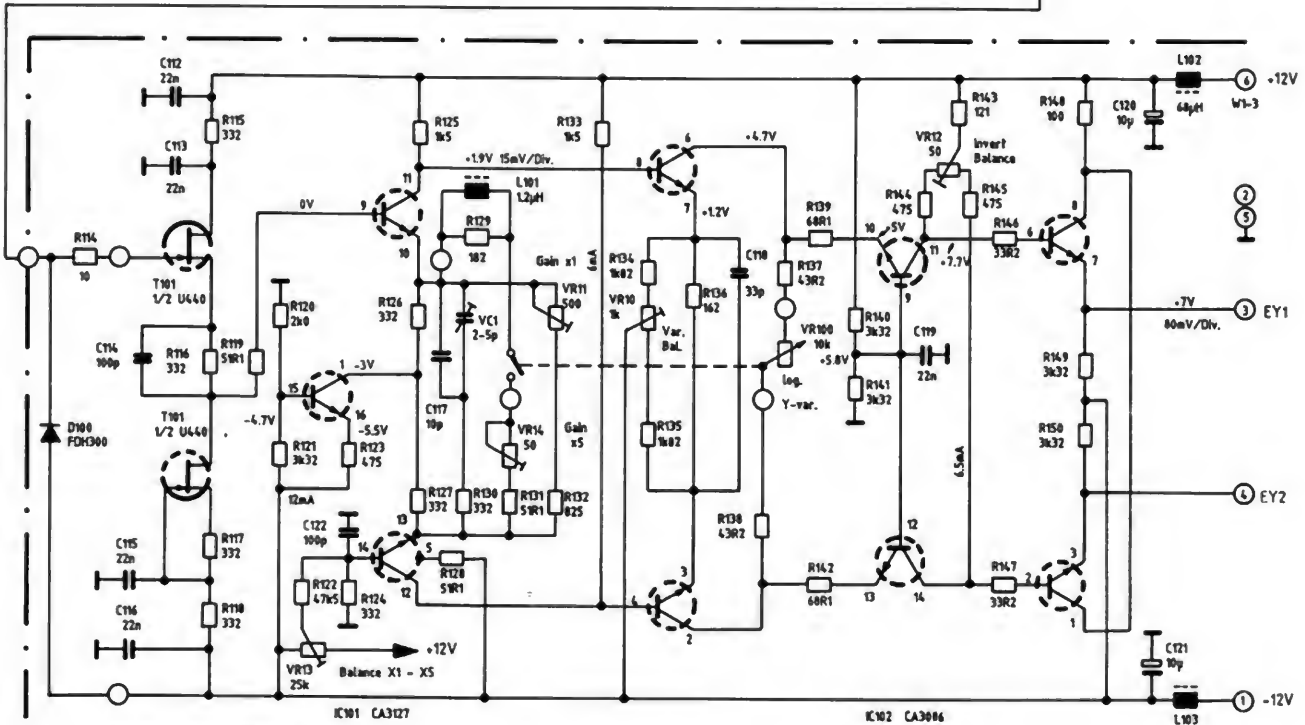 C112
22n
R115
332
C113
22n
R114
10
T101
1/2 U440
C114
100p
R116
332
R119
51R1
T101
1/2 U440
D100
FDH300
C115
22n
R117
332
C116
22n
R118
332
R120
2k0
-4.7V
R121
3k32
15
1
-3V
16
-5.5V
R123
475
12mA
0V
R125
1k5
11
9
10
+1.9V 15mV/Div.
L101
1.2µH
R129
182
R126
332
VC1
2-5p
C117
10p
Gain x1
VR11
500
VR14
50
Gain
x5
R127
332
R130
332
R131
51R1
R132
825
C122
100p
13
14
5
12
R128
51R1
R122
47k5
R124
332
VR13
25k
+12V
Balance X1 - X5
IC101 CA3127
R133
1k5
6mA
8
6
7
+4.7V
+1.2V
R134
1k82
VR10
1k
Var.
Bal.
R136
162
C118
33p
R135
1k82
3
4
2
R139
68R1
R137
43R2
VR100
10k
log.
Y-var.
R138
43R2
R142
68R1
R140
3k32
+5.8V
R141
3k32
10
+5V
11
9
+7.7V
C119
22n
R143
121
VR12
50
Invert
Balance
R144
475
R145
475
R146
33R2
6.5mA
12
13
14
R147
33R2
IC102 CA3086
R148
100
8
6
7
+7V
80mV/Div.
R149
3k32
R150
3k32
3
2
1
C120
10µ
L102
68µH
6
+12V
W1-3
2
5
3
EY1
4
EY2
C121
10µ
L103
1
-12V